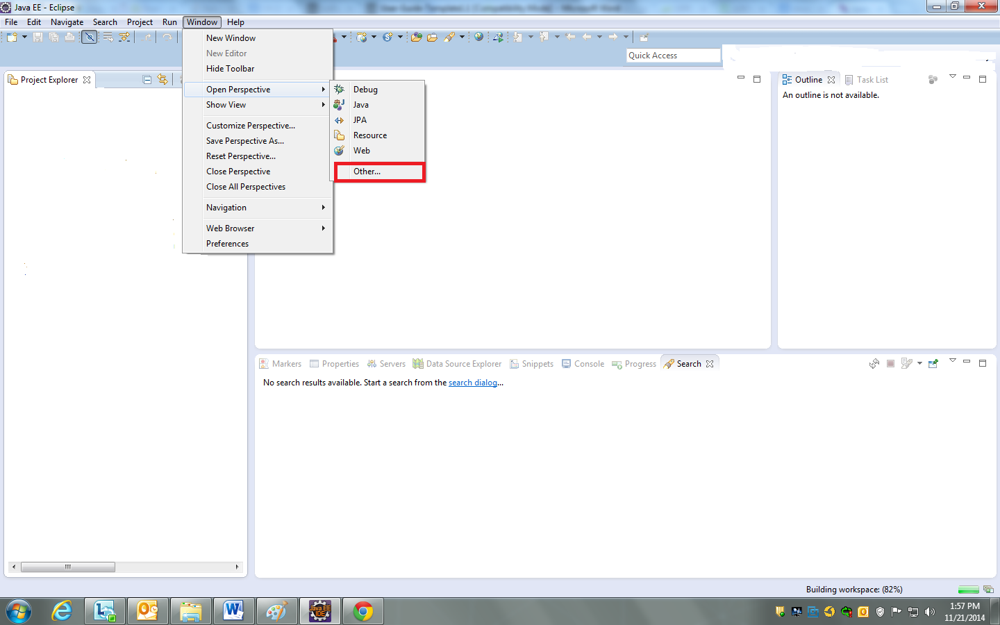 Java EE - Eclipse
File Edit Navigate Search Project Run Window Help
New Window
New Editor
Hide Toolbar
Open Perspective
Show View
Customize Perspective...
Save Perspective As...
Reset Perspective...
Close Perspective
Close All Perspectives
Navigation
Web Browser
Preferences
Debug
Java
JPA
Resource
Web
Other...
Quick Access
Project Explorer
Outline Task List
An outline is not available.
Markers Properties Servers Data Source Explorer Snippets Console Progress Search
No search results available. Start a search from the search dialog...
Building workspace: (82%)
Java EE
IDE
1:57 PM
11/21/2014